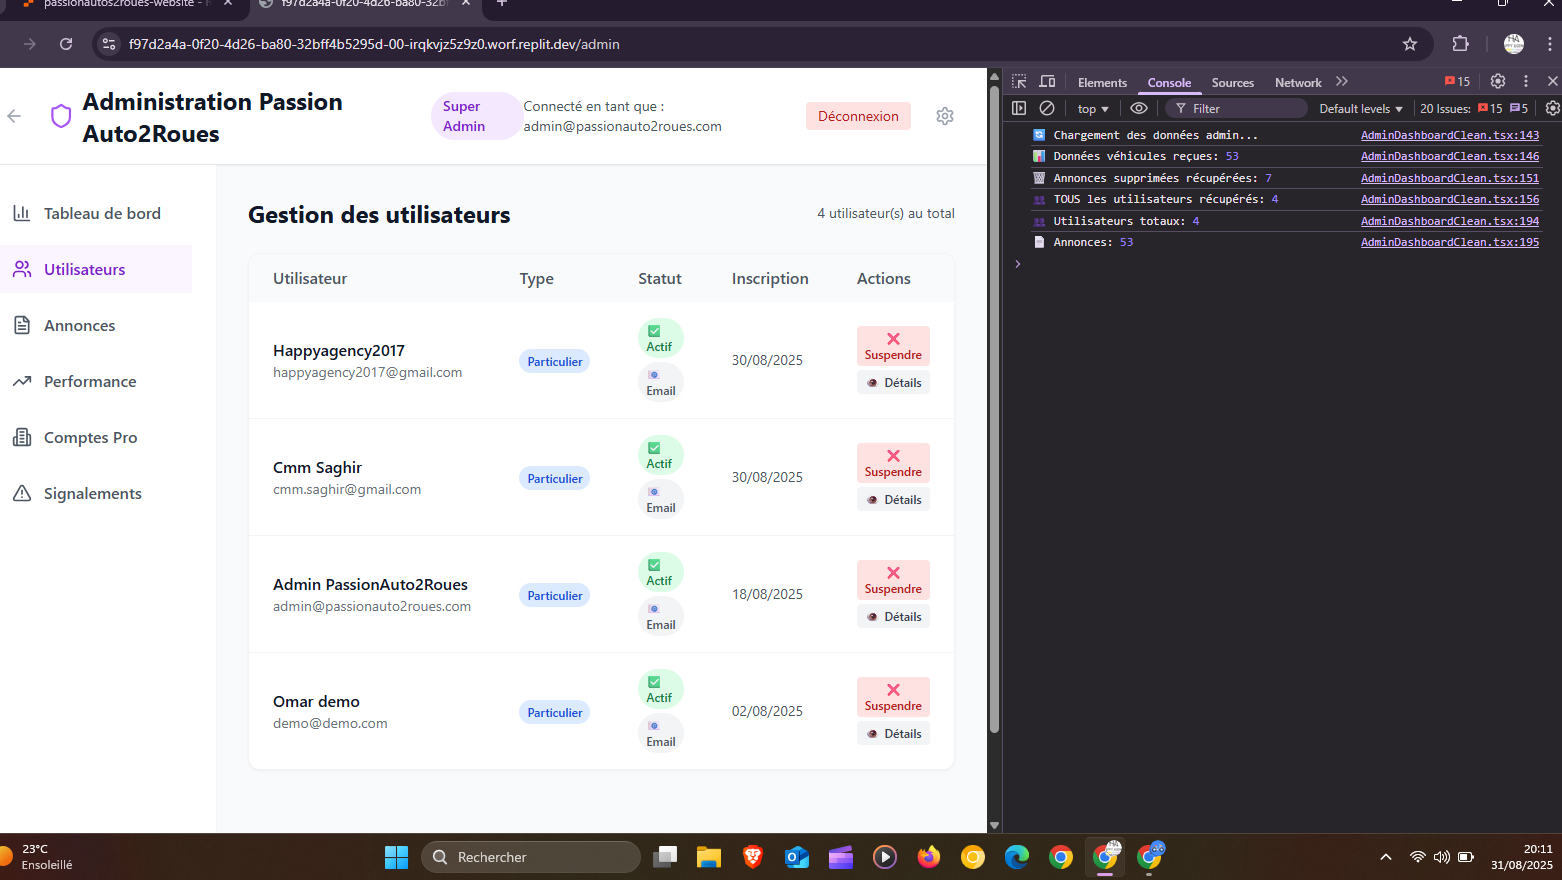 passionautos2roues-website -
f97d2a4a-0f20-4d26-ba80-32bf
f97d2a4a-0f20-4d26-ba80-32bff4b5295d-00-irqkvjz5z9z0.worf.replit.dev/admin
Administration Passion
Auto2Roues
Super
Admin
Connecté en tant que :
admin@passionauto2roues.com
Déconnexion
Tableau de bord
Utilisateurs
Annonces
Performance
Comptes Pro
Signalements
Gestion des utilisateurs
4 utilisateur(s) au total
Utilisateur Type Statut Inscription Actions
Happyagency2017
happyagency2017@gmail.com
Particulier
Actif
Email
30/08/2025
Suspendre
Détails
Cmm Saghir
cmm.saghir@gmail.com
Particulier
Actif
Email
30/08/2025
Suspendre
Détails
Admin PassionAuto2Roues
admin@passionauto2roues.com
Particulier
Actif
Email
18/08/2025
Suspendre
Détails
Omar demo
demo@demo.com
Particulier
Actif
Email
02/08/2025
Suspendre
Détails
Elements Console Sources Network 15
top Filter Default levels 20 Issues: 15 5
Chargement des données admin... AdminDashboardClean.tsx:143
Données véhicules reçues: 53 AdminDashboardClean.tsx:146
Annonces supprimées récupérées: 7 AdminDashboardClean.tsx:151
TOUS les utilisateurs récupérés: 4 AdminDashboardClean.tsx:156
Utilisateurs totaux: 4 AdminDashboardClean.tsx:194
Annonces: 53 AdminDashboardClean.tsx:195
23°C
Ensoleillé
Rechercher
20:11
31/08/2025